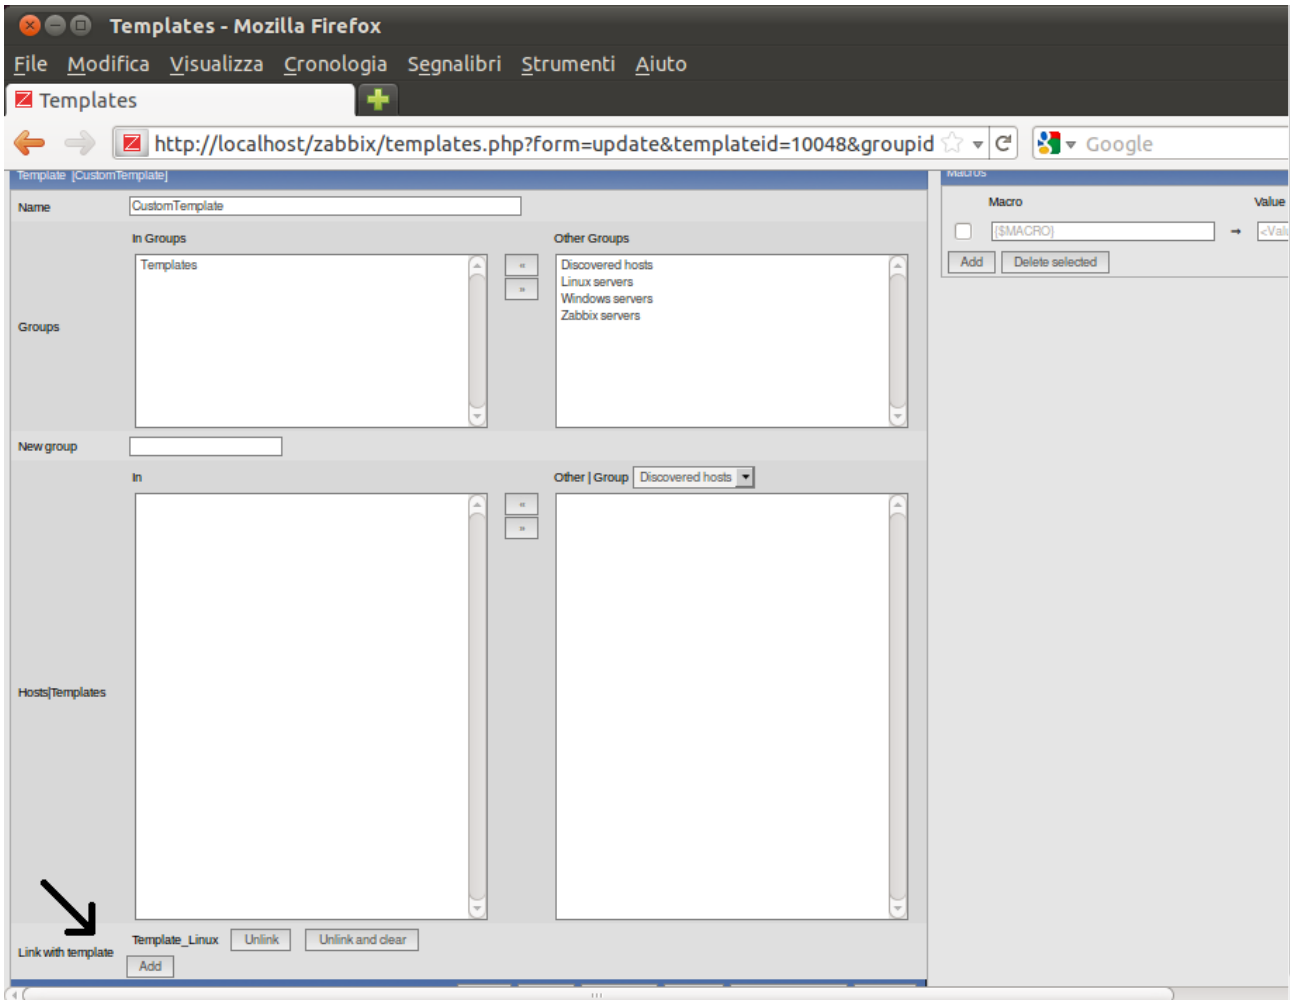 Templates - Mozilla Firefox
File Modifica Visualizza Cronologia Segnalibri Strumenti Aiuto
Templates
http://localhost/zabbix/templates.php?form=update&templateid=10048&groupid
Google
Template [CustomTemplate]
Macros
Name
CustomTemplate
Macro
Value
{$MACRO}
→
<Valu
Add
Delete selected
In Groups
Other Groups
Templates
«
»
Discovered hosts
Linux servers
Windows servers
Zabbix servers
Groups
New group
In
Other | Group
Discovered hosts
«
»
Hosts|Templates
Link with template
Template_Linux
Unlink
Unlink and clear
Add